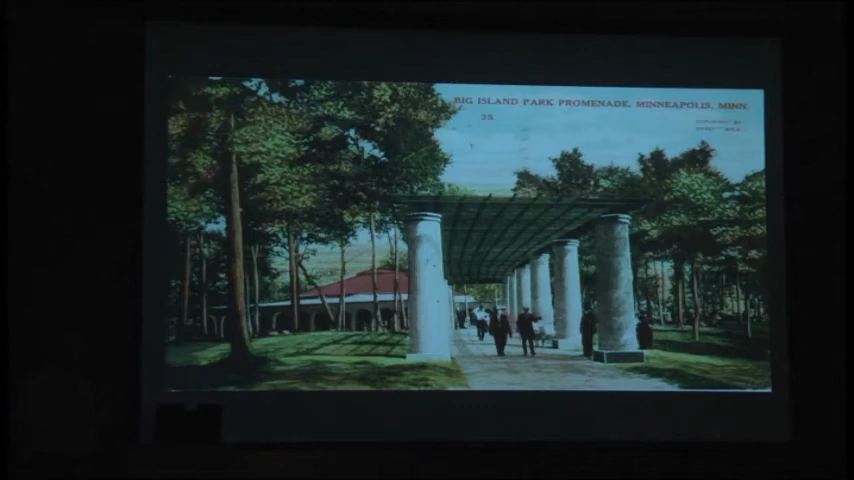 BIG ISLAND PARK PROMENADE, MINNEAPOLIS, MINN.
35.